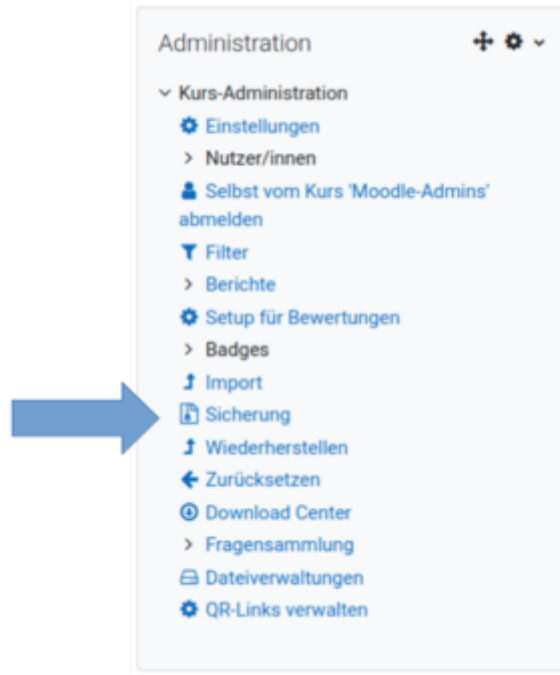 Administration
Kurs-Administration
Einstellungen
Nutzer/innen
Selbst vom Kurs 'Moodle-Admins'
abmelden
Filter
Berichte
Setup für Bewertungen
Badges
Import
Sicherung
Wiederherstellen
Zurücksetzen
Download Center
Fragensammlung
Dateiverwaltungen
QR-Links verwalten